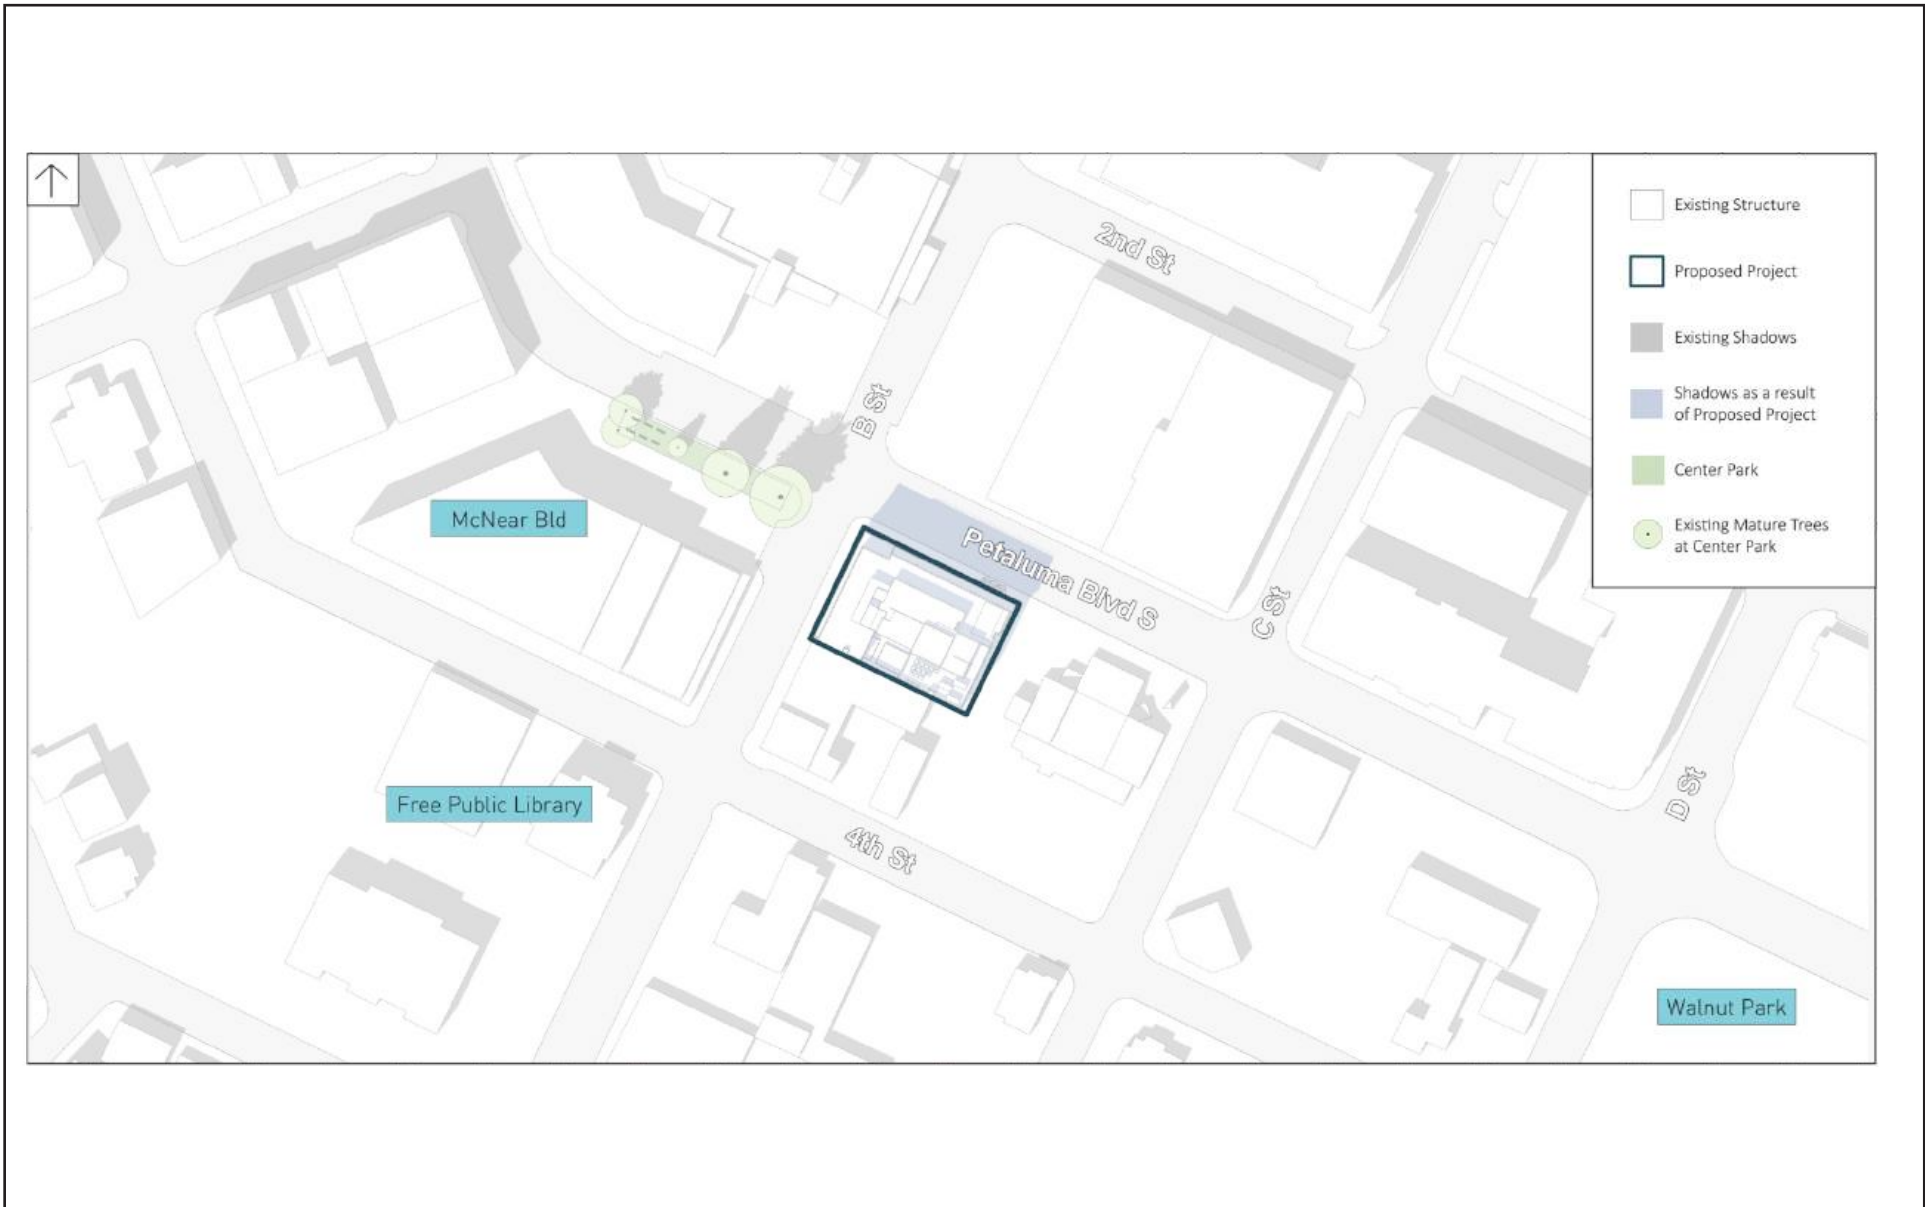 2nd St
B St
McNear Bld
Petaluma Blvd S
C St
Free Public Library
4th St
D St
Walnut Park
Existing Structure
Proposed Project
Existing Shadows
Shadows as a result
of Proposed Project
Center Park
Existing Mature Trees
at Center Park